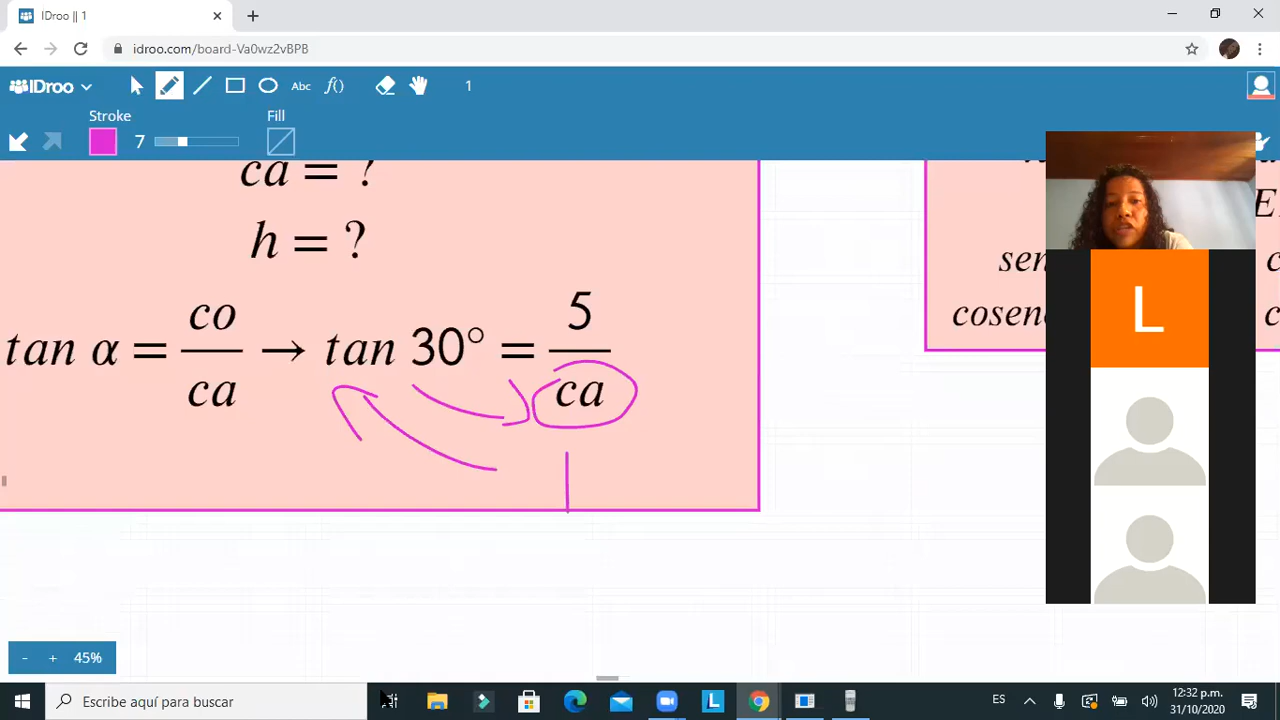 IDroo || 1
idroo.com/board-Va0wz2vBPB
IDroo
Abc
f()
1
Stroke
Fill
7
ca = ?
h = ?
tan α = co/ca → tan 30° = 5/ca
sen
cosen
L
- + 45%
Escribe aquí para buscar
L
ES
12:32 p.m.
31/10/2020